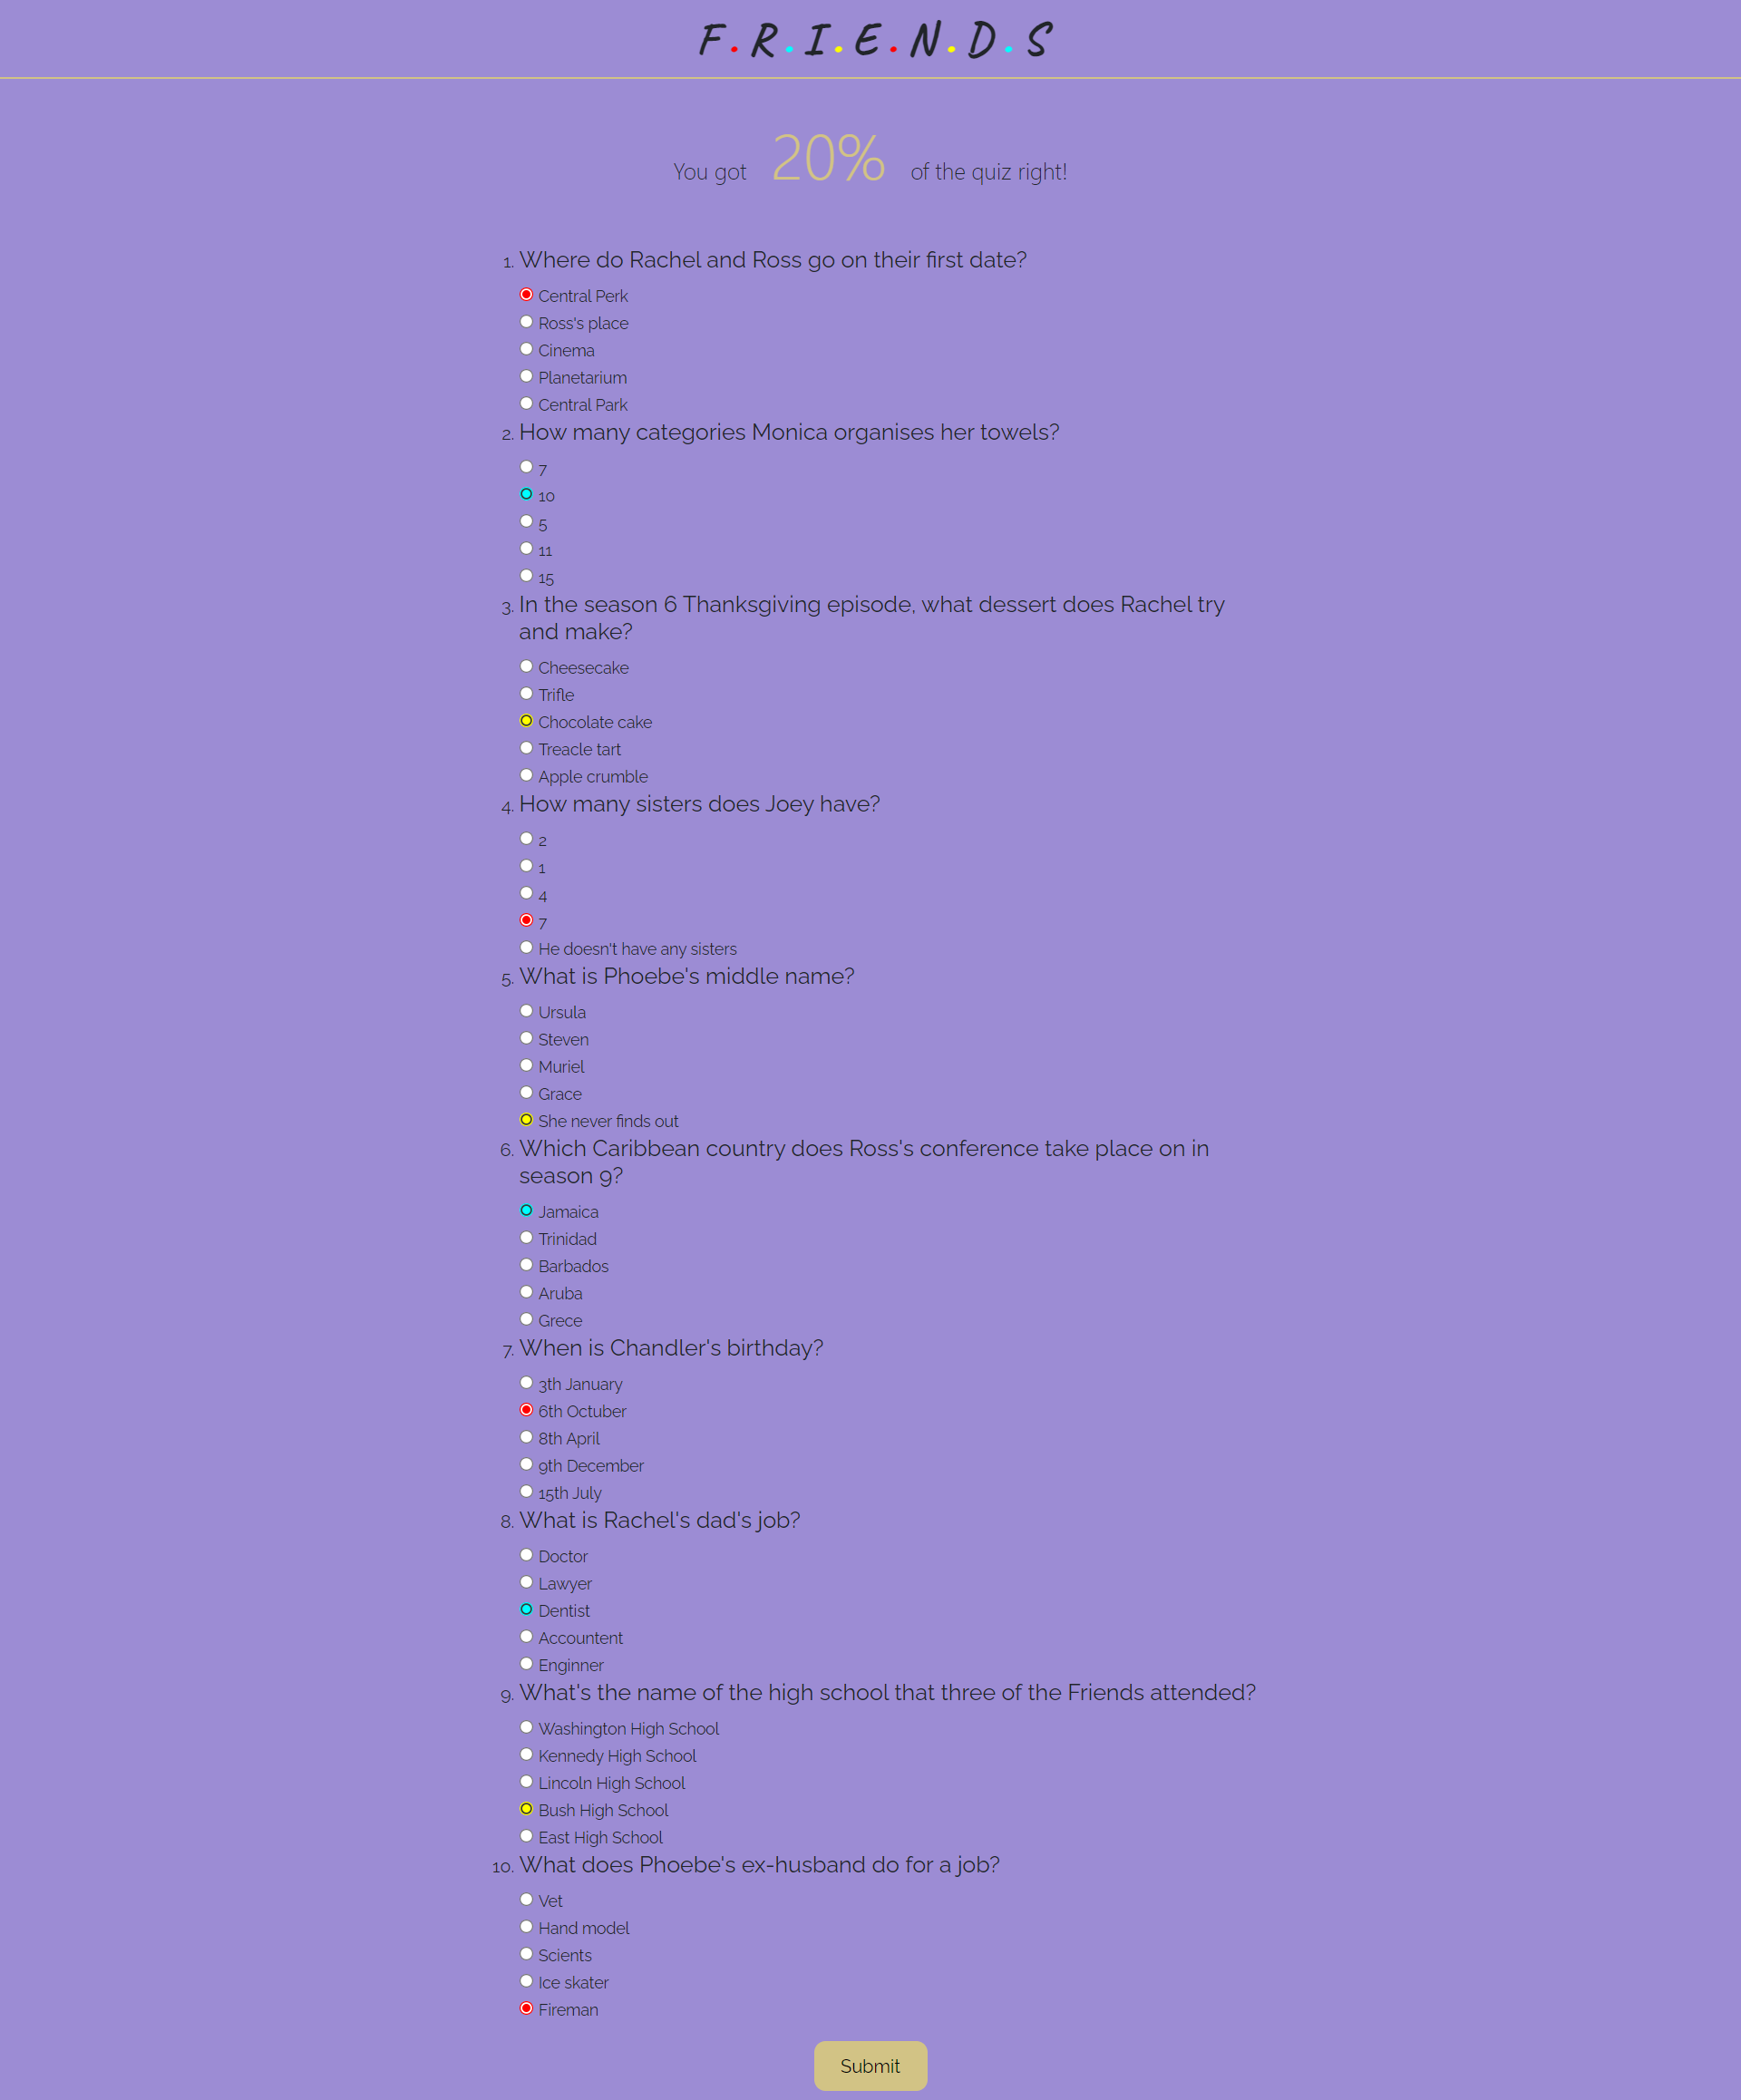 F.R.I.E.N.D.S
You got 20% of the quiz right!
1. Where do Rachel and Ross go on their first date?
Central Perk
Ross's place
Cinema
Planetarium
Central Park
2. How many categories Monica organises her towels?
7
10
5
11
15
3. In the season 6 Thanksgiving episode, what dessert does Rachel try
and make?
Cheesecake
Trifle
Chocolate cake
Treacle tart
Apple crumble
4. How many sisters does Joey have?
2
1
4
7
He doesn't have any sisters
5. What is Phoebe's middle name?
Ursula
Steven
Muriel
Grace
She never finds out
6. Which Caribbean country does Ross's conference take place on in
season 9?
Jamaica
Trinidad
Barbados
Aruba
Grece
7. When is Chandler's birthday?
3th January
6th Octuber
8th April
9th December
15th July
8. What is Rachel's dad's job?
Doctor
Lawyer
Dentist
Accountent
Enginner
9. What's the name of the high school that three of the Friends attended?
Washington High School
Kennedy High School
Lincoln High School
Bush High School
East High School
10. What does Phoebe's ex-husband do for a job?
Vet
Hand model
Scients
Ice skater
Fireman
Submit